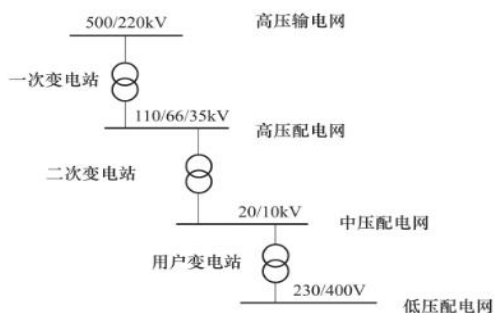 500/220kV
高压输电网
一次变电站
110/66/35kV
高压配电网
二次变电站
20/10kV
中压配电网
用户变电站
230/400V
低压配电网